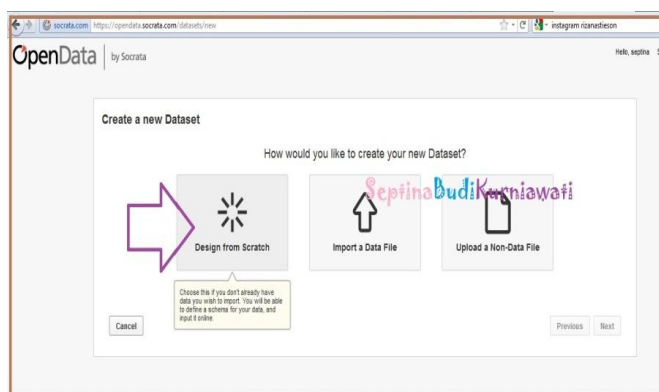 socrata.com https://opendata.socrata.com/datasets/new
instagram rizanastieson
OpenData by Socrata
Hello, septina S
Create a new Dataset
How would you like to create your new Dataset?
SeptinaBudiKurniawati
Design from Scratch
Import a Data File
Upload a Non-Data File
Choose this if you don't already have
data you wish to import. You will be able
to define a schema for your data, and
input it online.
Cancel
Previous
Next